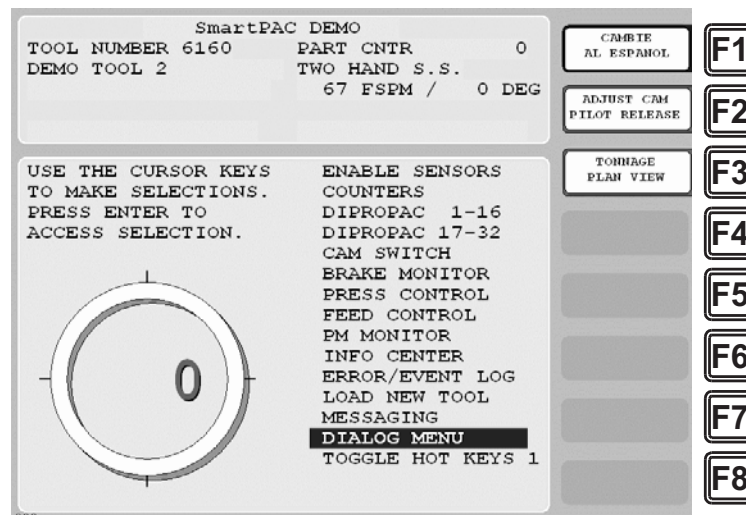 SmartPAC DEMO
TOOL NUMBER 6160 PART CNTR 0
DEMO TOOL 2 TWO HAND S.S.
67 FSPM / 0 DEG
CAMBIE
AL ESPANOL
F1
ADJUST CAM
PILOT RELEASE
F2
TONNAGE
PLAN VIEW
F3
F4
F5
F6
F7
F8
USE THE CURSOR KEYS
TO MAKE SELECTIONS.
PRESS ENTER TO
ACCESS SELECTION.
0
ENABLE SENSORS
COUNTERS
DIPROPAC 1-16
DIPROPAC 17-32
CAM SWITCH
BRAKE MONITOR
PRESS CONTROL
FEED CONTROL
PM MONITOR
INFO CENTER
ERROR/EVENT LOG
LOAD NEW TOOL
MESSAGING
DIALOG MENU
TOGGLE HOT KEYS 1